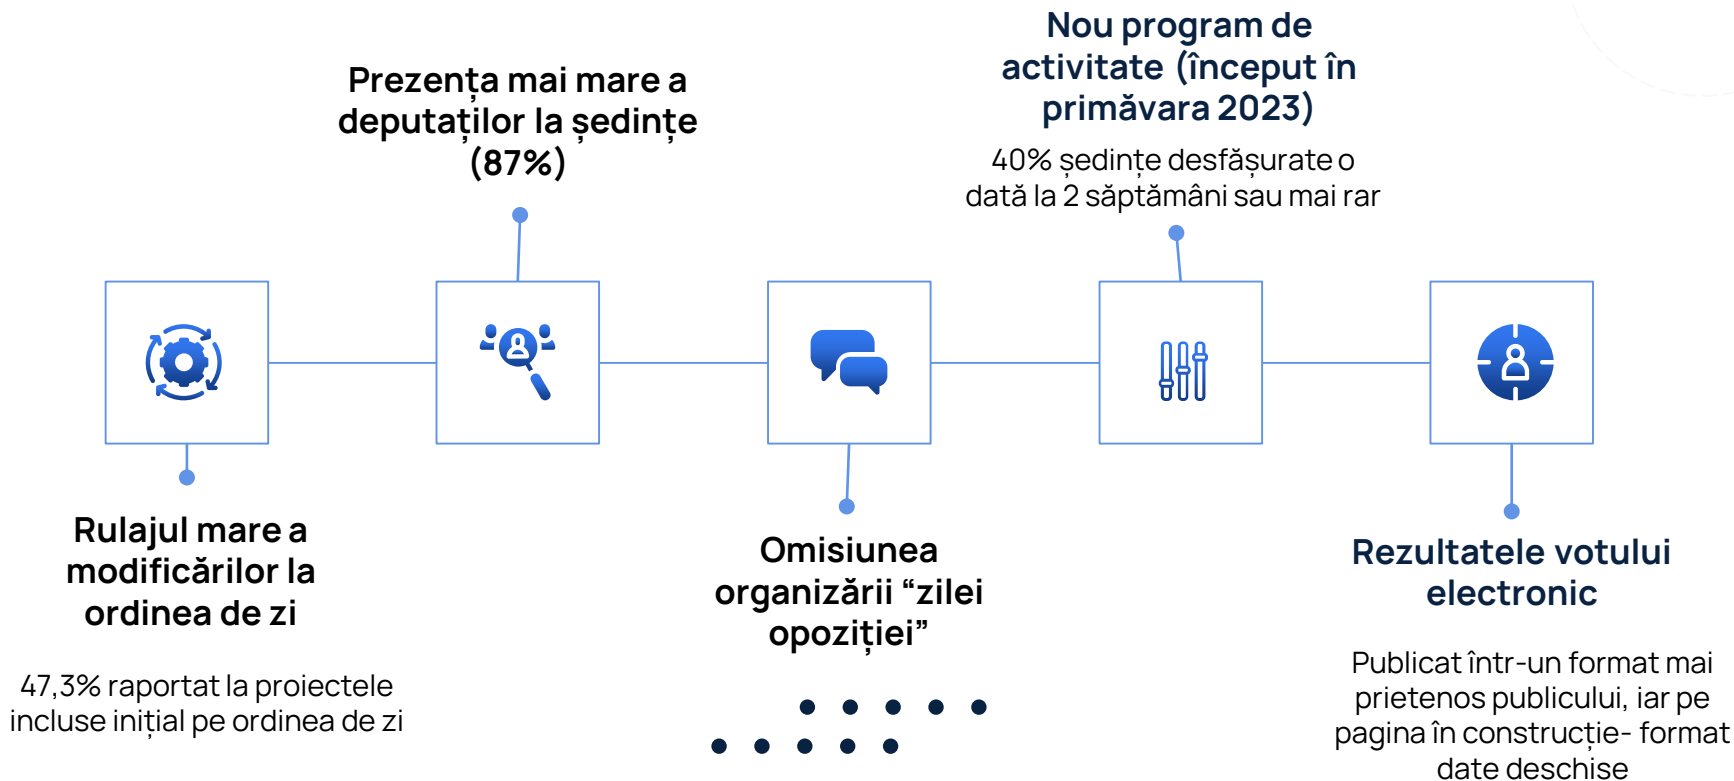 Rulajul mare a
modificărilor la
ordinea de zi
47,3% raportat la proiectele
incluse inițial pe ordinea de zi
Prezența mai mare a
deputaților la ședințe
(87%)
Omisiunea
organizării “zilei
opoziției”
Nou program de
activitate (început în
primăvara 2023)
40% ședințe desfășurate o
dată la 2 săptămâni sau mai rar
Rezultatele votului
electronic
Publicat într-un format mai
prietenos publicului, iar pe
pagina în construcție- format
date deschise